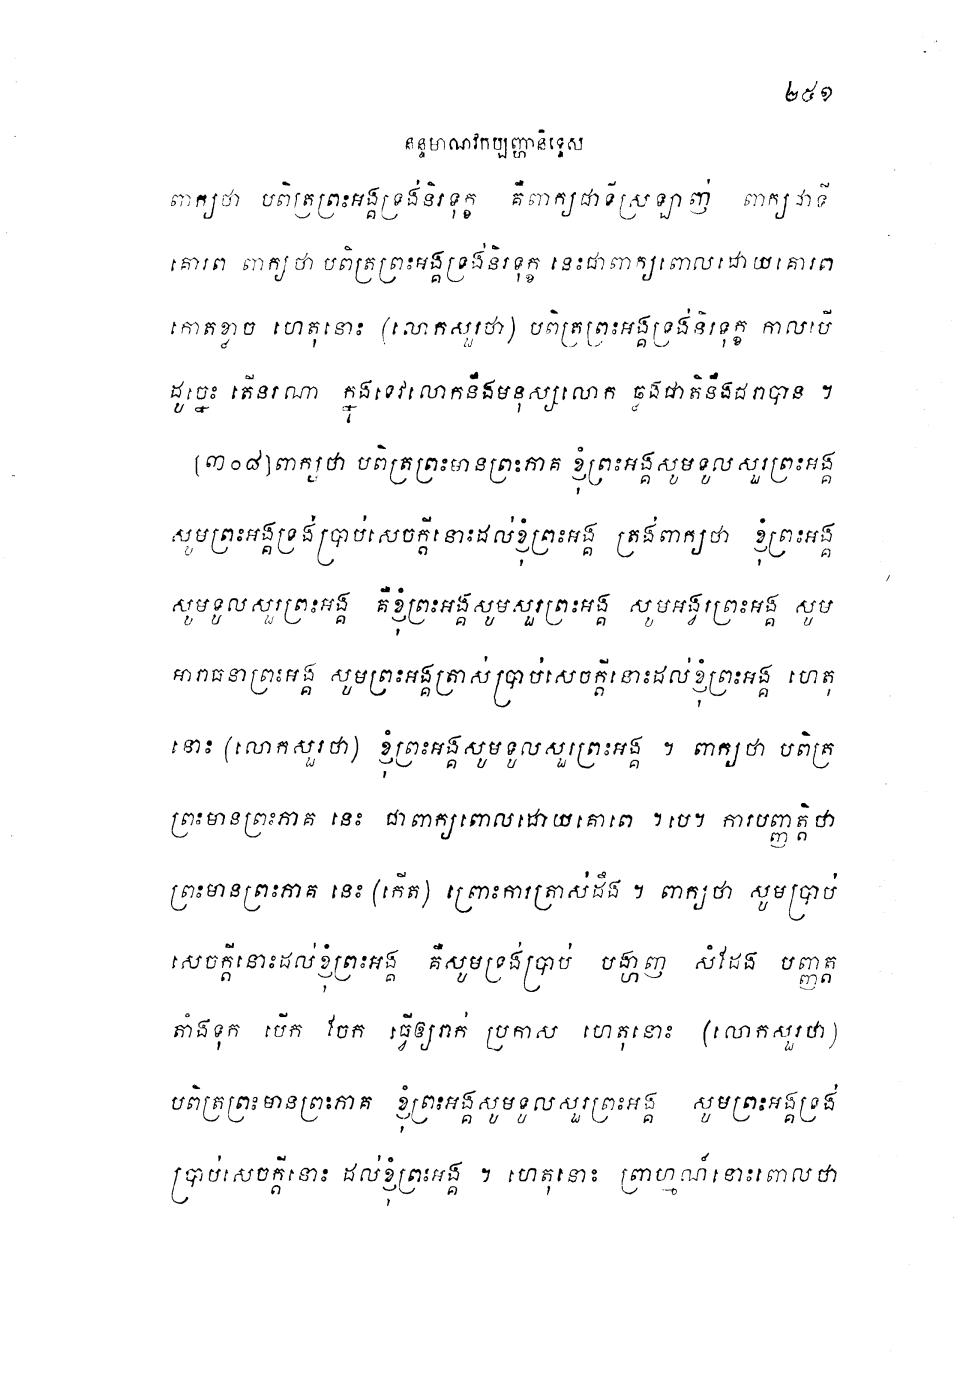 ២៥១
នន្ទមាណវកប្បញ្ហានិទ្ទេស
ពាក្យថា បពិត្រព្រះអង្គទ្រង់និរទុក្ខ គឺពាក្យជាទីស្រឡាញ់ ពាក្យជាទី
គោរព ពាក្យថា បពិត្រព្រះអង្គទ្រង់និរទុក្ខ នេះជាពាក្យពោលដោយគោរព
កោតខ្លាច ហេតុនោះ (លោកសួរថា) បពិត្រព្រះអង្គទ្រង់និរទុក្ខ កាលបើ
ដូច្នេះ តើនរណា ក្នុងទេវលោកនឹងមនុស្សលោក ឆ្លងជាតិនឹងជរាបាន ។
[៣០៨] ពាក្យថា បពិត្រព្រះមានព្រះភាគ ខ្ញុំព្រះអង្គសូមទូលសួរព្រះអង្គ
សូមព្រះអង្គទ្រង់ប្រាប់សេចក្តីនោះដល់ខ្ញុំព្រះអង្គ ត្រង់ពាក្យថា ខ្ញុំព្រះអង្គ
សូមទូលសួរព្រះអង្គ គឺខ្ញុំព្រះអង្គសូមសួរព្រះអង្គ សូមអង្វរព្រះអង្គ សូម
អារាធនាព្រះអង្គ សូមព្រះអង្គត្រាស់ប្រាប់សេចក្តីនោះដល់ខ្ញុំព្រះអង្គ ហេតុ
នោះ (លោកសួរថា) ខ្ញុំព្រះអង្គសូមទូលសួរព្រះអង្គ ។ ពាក្យថា បពិត្រ
ព្រះមានព្រះភាគ នេះ ជាពាក្យពោលដោយគោរព ។បេ។ ការបញ្ញត្តិថា
ព្រះមានព្រះភាគ នេះ (កើត) ព្រោះការត្រាស់ដឹង ។ ពាក្យថា សូមប្រាប់
សេចក្តីនោះដល់ខ្ញុំព្រះអង្គ គឺសូមទ្រង់ប្រាប់ បង្ហាញ សំដែង បញ្ញត្ត
តាំងទុក បើក វែក ធ្វើឲ្យរាក់ ប្រកាស ហេតុនោះ (លោកសួរថា)
បពិត្រព្រះមានព្រះភាគ ខ្ញុំព្រះអង្គសូមទូលសួរព្រះអង្គ សូមព្រះអង្គទ្រង់
ប្រាប់សេចក្តីនោះ ដល់ខ្ញុំព្រះអង្គ ។ ហេតុនោះ ព្រាហ្មណ៍នោះពោលថា